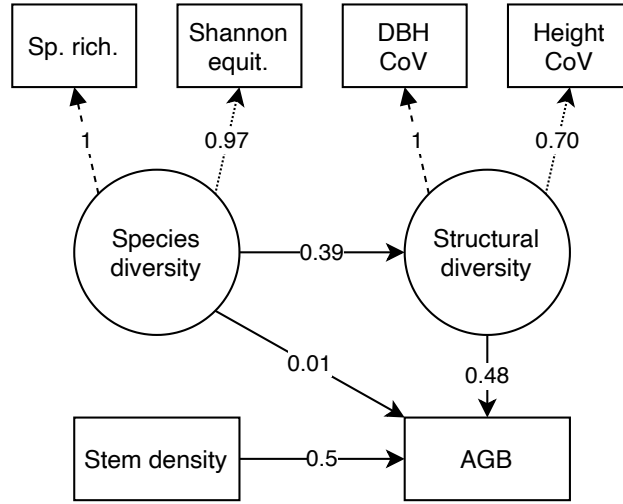 Sp. rich.
Shannon
equit.
DBH
CoV
Height
CoV
1
0.97
1
0.70
Species
diversity
0.39
Structural
diversity
0.01
0.48
Stem density
0.5
AGB